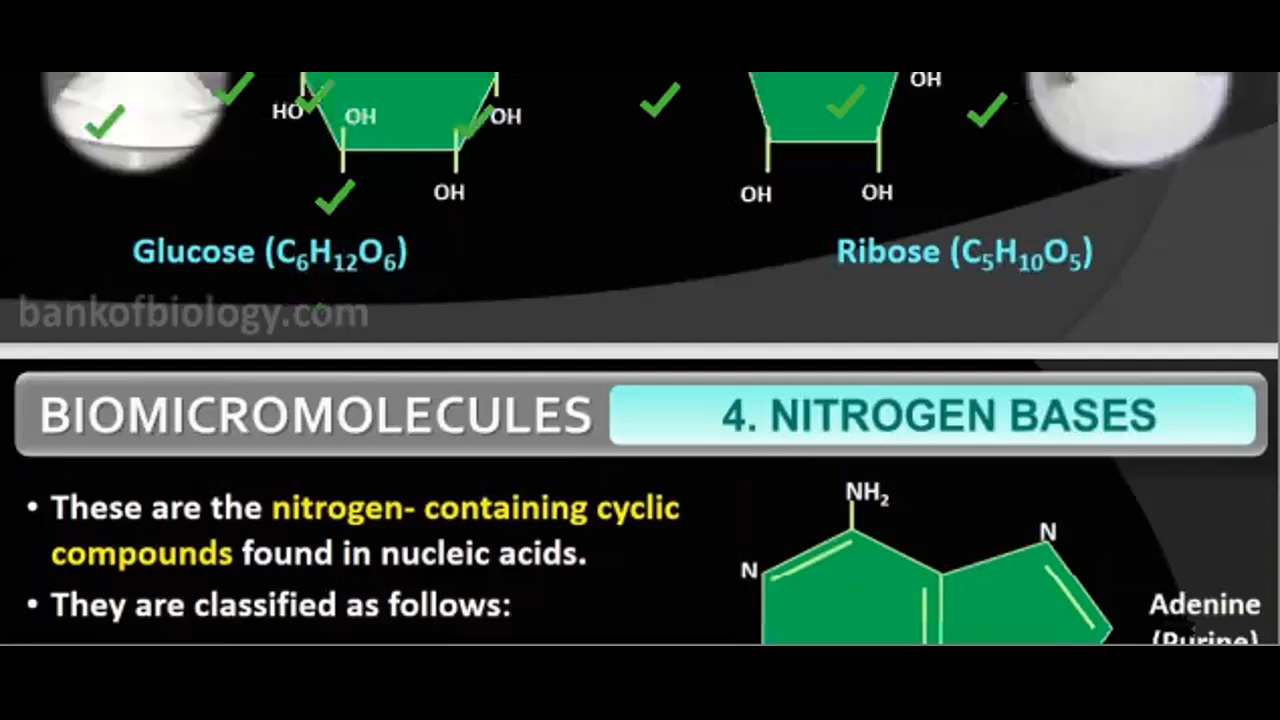 OH
HO
OH
OH
OH
OH
OH
Glucose (C₆H₁₂O₆)
Ribose (C₅H₁₀O₅)
bankofbiology.com
BIOMICROMOLECULES
4. NITROGEN BASES
• These are the nitrogen- containing cyclic
compounds found in nucleic acids.
• They are classified as follows:
NH₂
N
N
Adenine
(Purine)